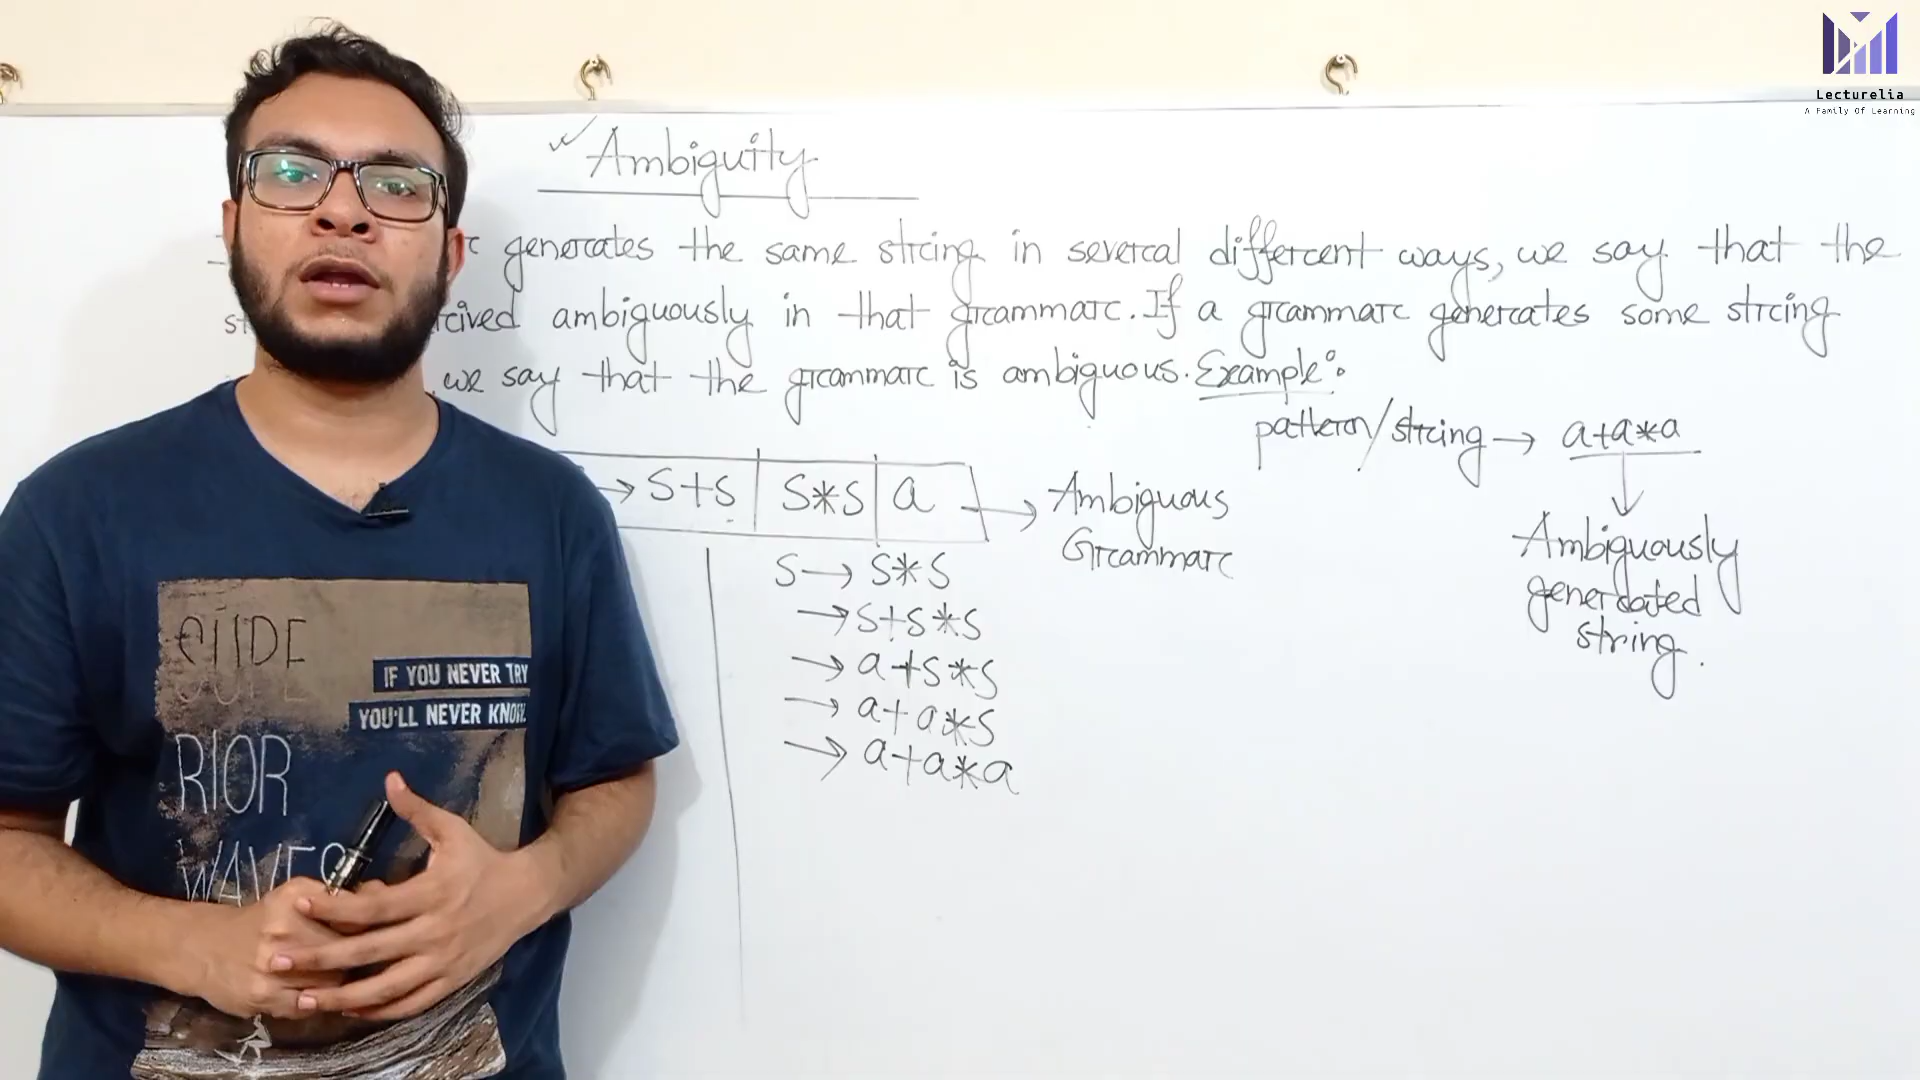 Lecturelia
A Family Of Learning
Ambiguity
generates the same string in several different ways, we say that the
ambiguously in that grammar. If a grammar generates some string
, we say that the grammar is ambiguous. Example:
pattern/string → a+a*a
→ S+S | S*S | a → Ambiguous
Grammar
Ambiguously
generated
string.
S → S*S
→ S+S*S
→ a+S*S
→ a+a*S
→ a+a*a
IF YOU NEVER TRY
YOU'LL NEVER KNOW.
RIOR